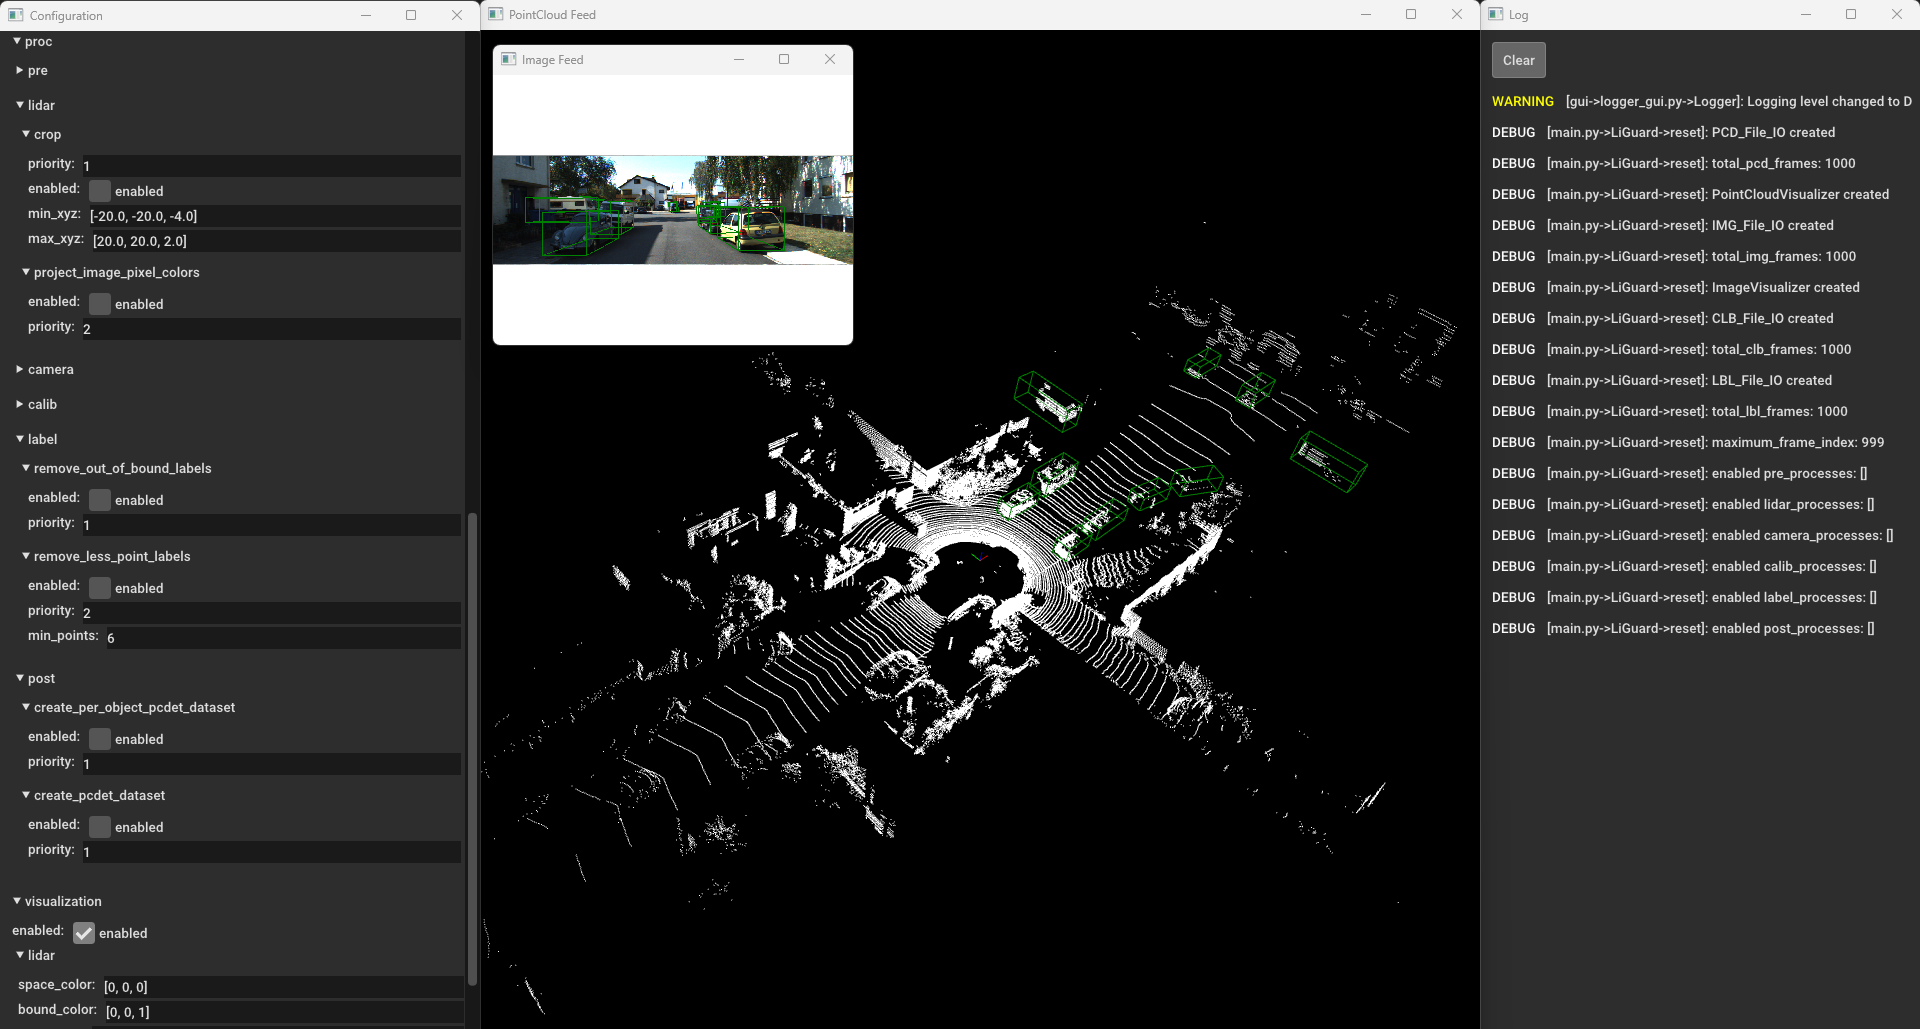 Configuration
proc
pre
lidar
crop
priority: 1
enabled: enabled
min_xyz: [-20.0, -20.0, -4.0]
max_xyz: [20.0, 20.0, 2.0]
project_image_pixel_colors
enabled: enabled
priority: 2
camera
calib
label
remove_out_of_bound_labels
enabled: enabled
priority: 1
remove_less_point_labels
enabled: enabled
priority: 2
min_points: 6
post
create_per_object_pcdet_dataset
enabled: enabled
priority: 1
create_pcdet_dataset
enabled: enabled
priority: 1
visualization
enabled: enabled
lidar
space_color: [0, 0, 0]
bound_color: [0, 0, 1]
PointCloud Feed
Image Feed
Log
Clear
WARNING [gui->logger_gui.py->Logger]: Logging level changed to D
DEBUG [main.py->LiGuard->reset]: PCD_File_IO created
DEBUG [main.py->LiGuard->reset]: total_pcd_frames: 1000
DEBUG [main.py->LiGuard->reset]: PointCloudVisualizer created
DEBUG [main.py->LiGuard->reset]: IMG_File_IO created
DEBUG [main.py->LiGuard->reset]: total_img_frames: 1000
DEBUG [main.py->LiGuard->reset]: ImageVisualizer created
DEBUG [main.py->LiGuard->reset]: CLB_File_IO created
DEBUG [main.py->LiGuard->reset]: total_clb_frames: 1000
DEBUG [main.py->LiGuard->reset]: LBL_File_IO created
DEBUG [main.py->LiGuard->reset]: total_lbl_frames: 1000
DEBUG [main.py->LiGuard->reset]: maximum_frame_index: 999
DEBUG [main.py->LiGuard->reset]: enabled pre_processes: []
DEBUG [main.py->LiGuard->reset]: enabled lidar_processes: []
DEBUG [main.py->LiGuard->reset]: enabled camera_processes: []
DEBUG [main.py->LiGuard->reset]: enabled calib_processes: []
DEBUG [main.py->LiGuard->reset]: enabled label_processes: []
DEBUG [main.py->LiGuard->reset]: enabled post_processes: []